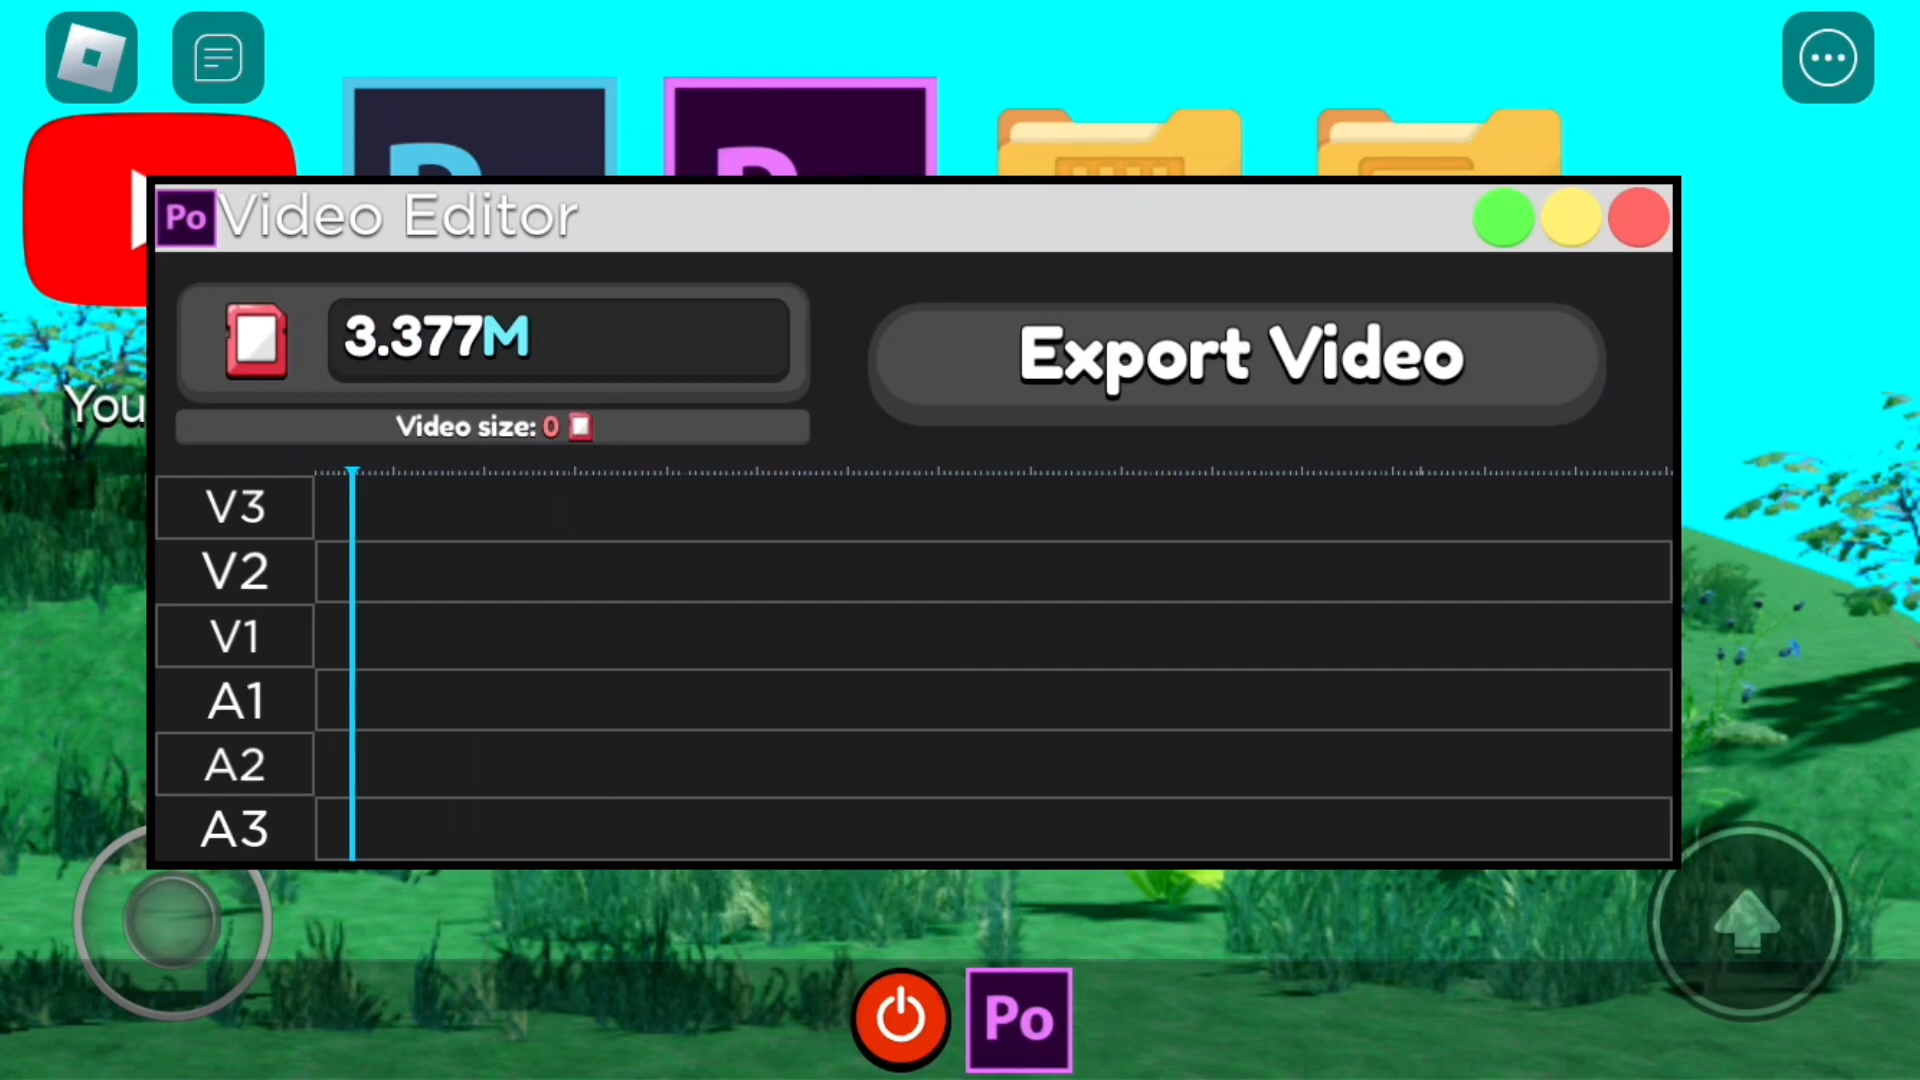 Po Video Editor
3.377M
Export Video
Video size: 0
You
V3
V2
V1
A1
A2
A3
Po